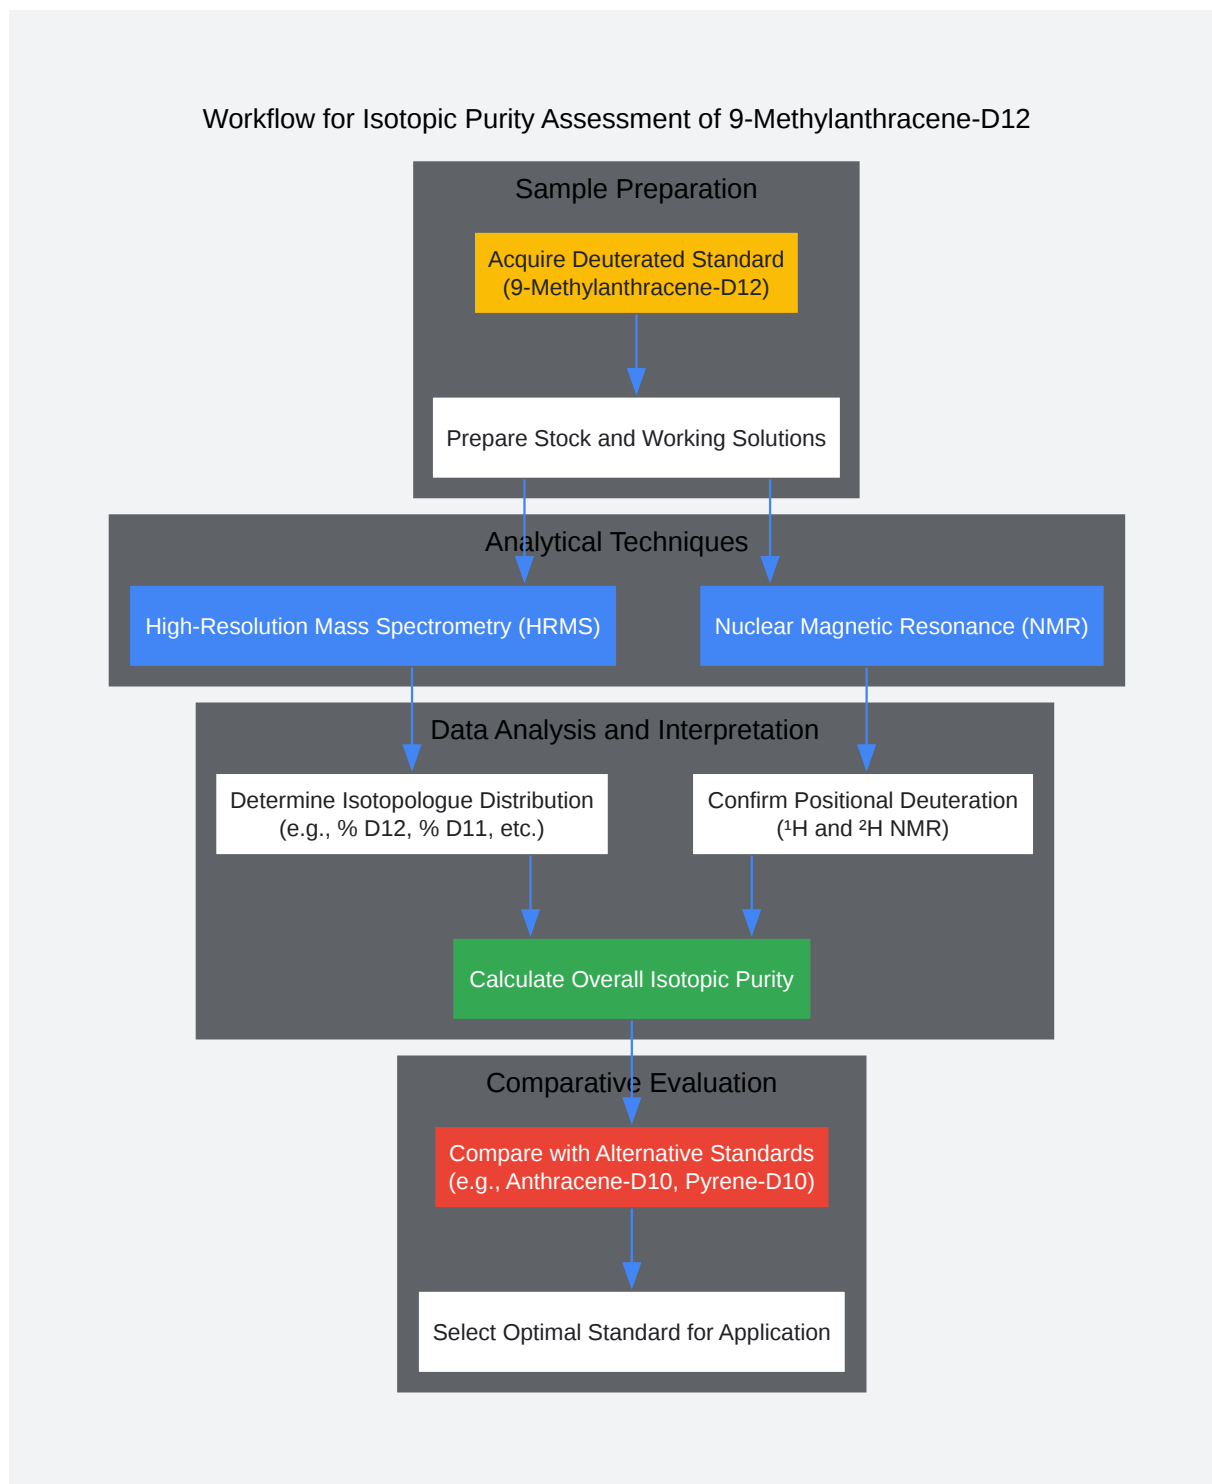 Workflow for Isotopic Purity Assessment of 9-Methylanthracene-D12
Sample Preparation
Acquire Deuterated Standard
(9-Methylanthracene-D12)
Prepare Stock and Working Solutions
Analytical Techniques
High-Resolution Mass Spectrometry (HRMS)
Nuclear Magnetic Resonance (NMR)
Data Analysis and Interpretation
Determine Isotopologue Distribution
(e.g., % D12, % D11, etc.)
Confirm Positional Deuteration
(¹H and ²H NMR)
Calculate Overall Isotopic Purity
Comparative Evaluation
Compare with Alternative Standards
(e.g., Anthracene-D10, Pyrene-D10)
Select Optimal Standard for Application